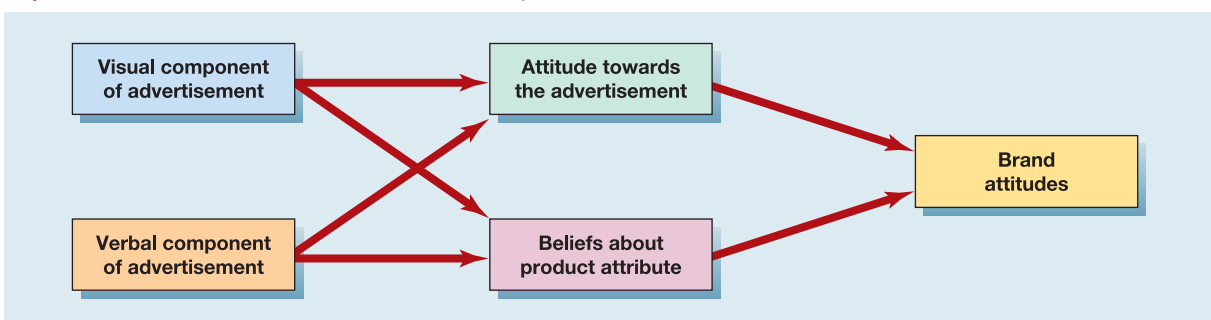 Visual component
of advertisement
Attitude towards
the advertisement
Brand
attitudes
Verbal component
of advertisement
Beliefs about
product attribute